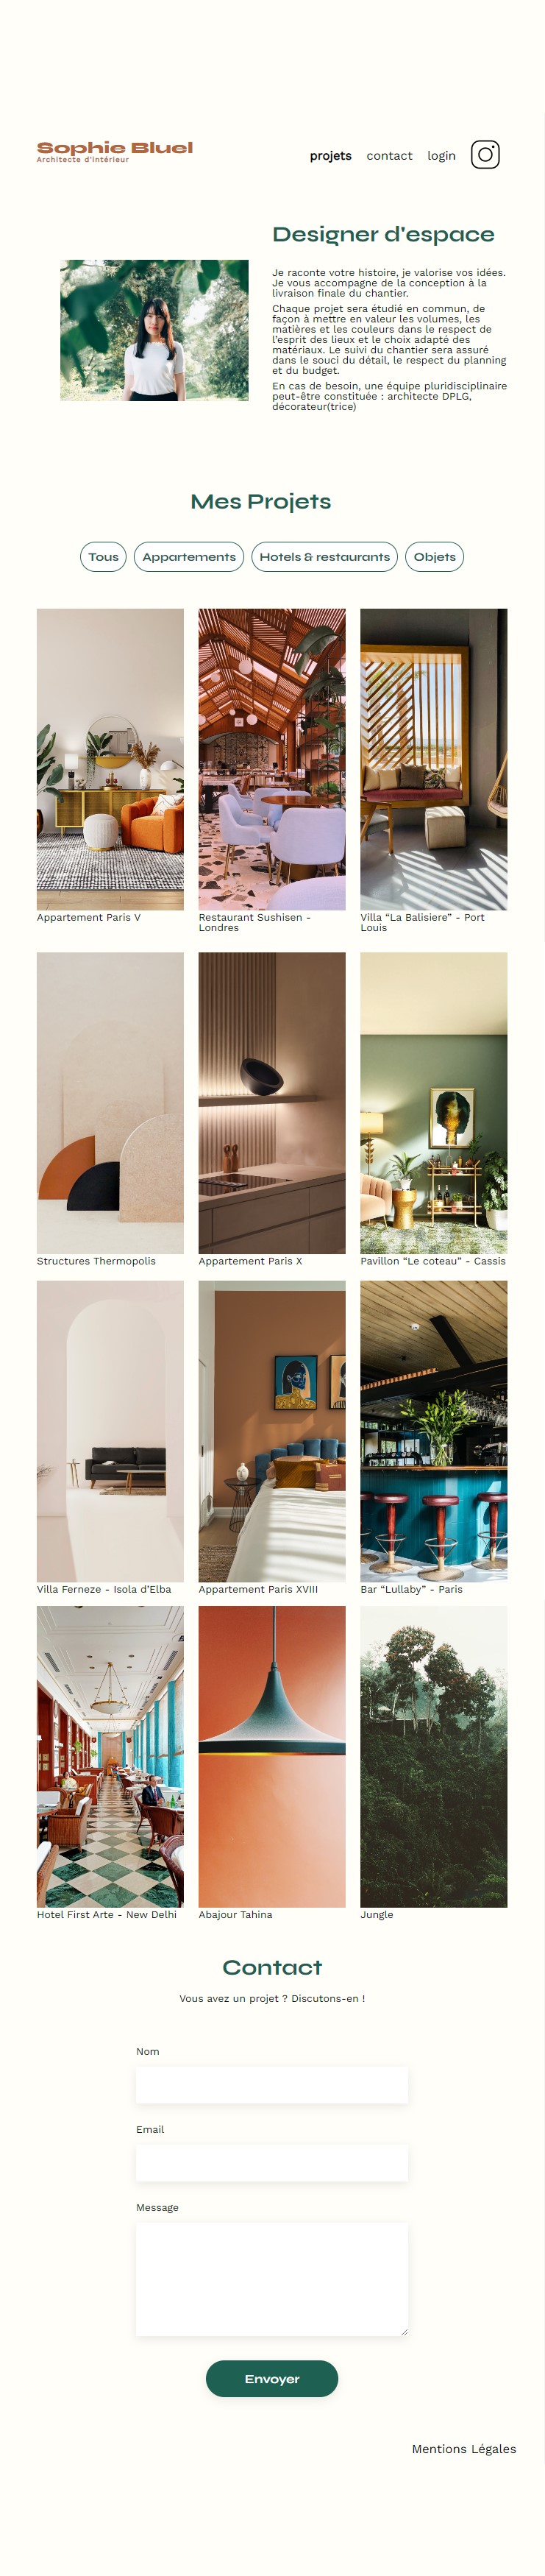 Sophie Bluel
Architecte d'intérieur
projets
contact
login
Designer d'espace
Je raconte votre histoire, je valorise vos idées.
Je vous accompagne de la conception à la
livraison finale du chantier.
Chaque projet sera étudié en commun, de
façon à mettre en valeur les volumes, les
matières et les couleurs dans le respect de
l'esprit des lieux et le choix adapté des
matériaux. Le suivi du chantier sera assuré
dans le souci du détail, le respect du planning
et du budget.
En cas de besoin, une équipe pluridisciplinaire
peut-être constituée : architecte DPLG,
décorateur(trice)
Mes Projets
Tous
Appartements
Hotels & restaurants
Objets
Appartement Paris V
Restaurant Sushisen -
Londres
Villa “La Balisiere” - Port
Louis
Structures Thermopolis
Appartement Paris X
Pavillon “Le coteau” - Cassis
Villa Ferneze - Isola d'Elba
Appartement Paris XVIII
Bar “Lullaby” - Paris
Hotel First Arte - New Delhi
Abajour Tahina
Jungle
Contact
Vous avez un projet ? Discutons-en !
Nom
Email
Message
Envoyer
Mentions Légales